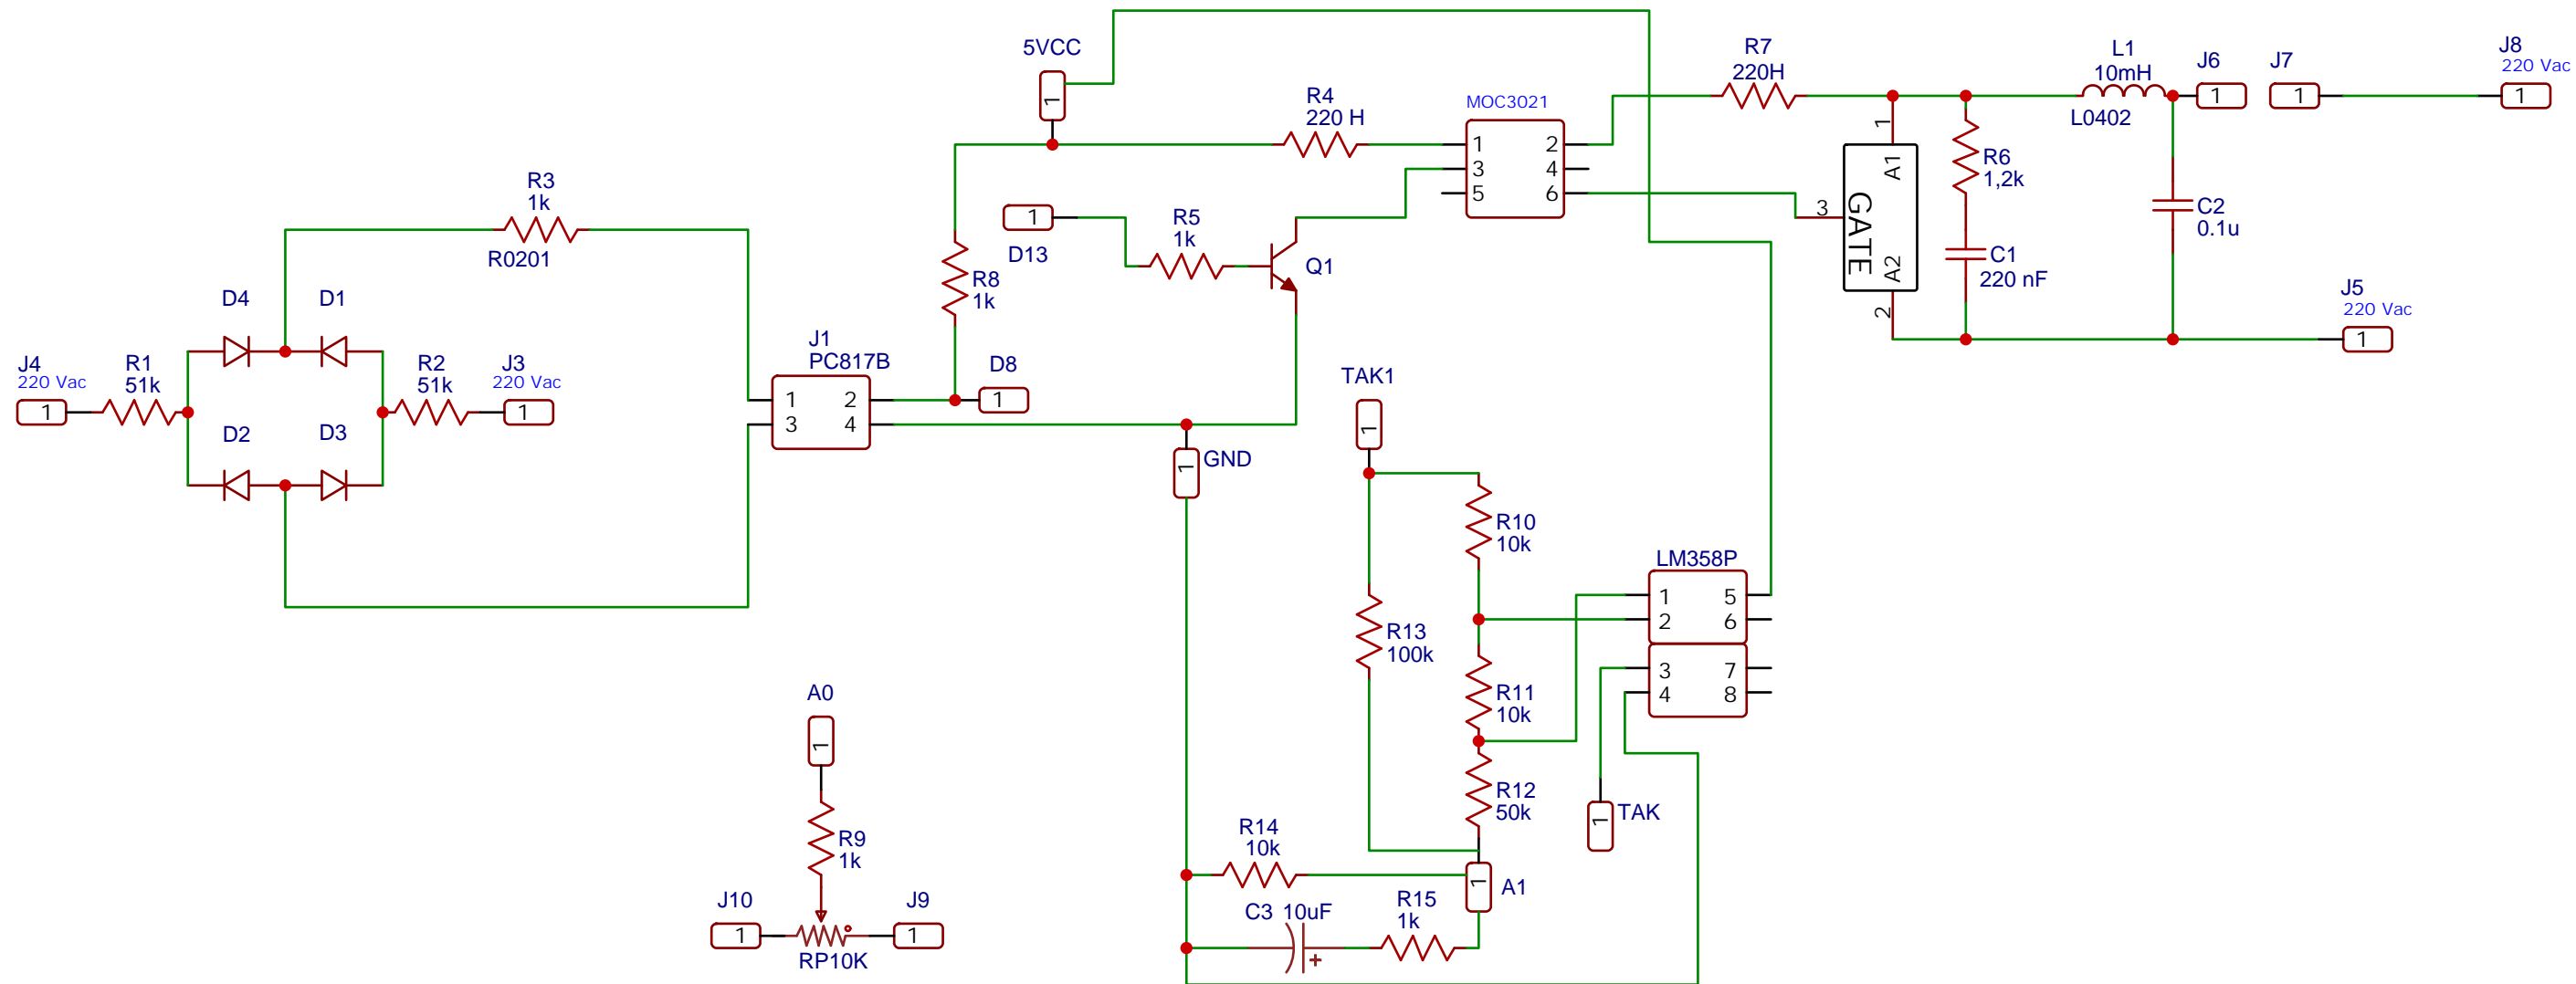 5VCC
1
R4
220 H
MOC3021
1 2
3 4
5 6
R7
220H
L1
10mH
L0402
J6
1
J7
1
J8
220 Vac
1
R3
1k
R0201
D13
1
R5
1k
Q1
R8
1k
1
A1
3
GATE
A2
2
R6
1,2k
C1
220 nF
C2
0.1u
J5
220 Vac
1
D4
D1
J4
220 Vac
1
R1
51k
R2
51k
J3
220 Vac
1
D2
D3
J1
PC817B
1 2
3 4
D8
1
GND
1
TAK1
1
R10
10k
R13
100k
R11
10k
R12
50k
LM358P
1 5
2 6
3 7
4 8
TAK
1
A0
1
R9
1k
J10
1
J9
1
RP10K
R14
10k
A1
1
C3 10uF
+
R15
1k